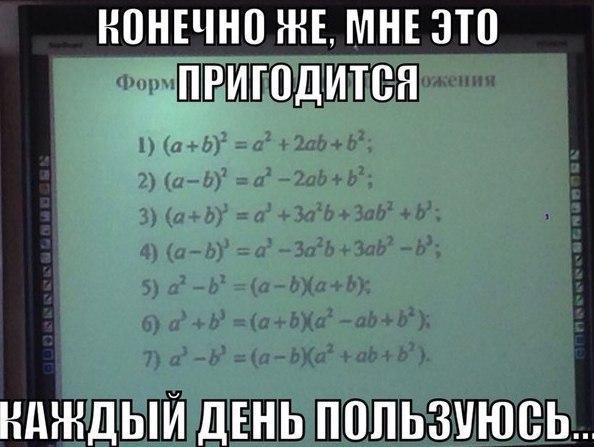 КОНЕЧНО ЖЕ, МНЕ ЭТО
ПРИГОДИТСЯ
Форм ожения
1) (a+b)² = a² + 2ab + b²;
2) (a−b)² = a² − 2ab + b²;
3) (a+b)³ = a³ + 3a²b + 3ab² + b³;
4) (a−b)³ = a³ − 3a²b + 3ab² − b³;
5) a² − b² = (a−b)(a+b);
6) a³ + b³ = (a+b)(a² − ab + b²);
7) a³ − b³ = (a−b)(a² + ab + b²).
КАЖДЫЙ ДЕНЬ ПОЛЬЗУЮСЬ...